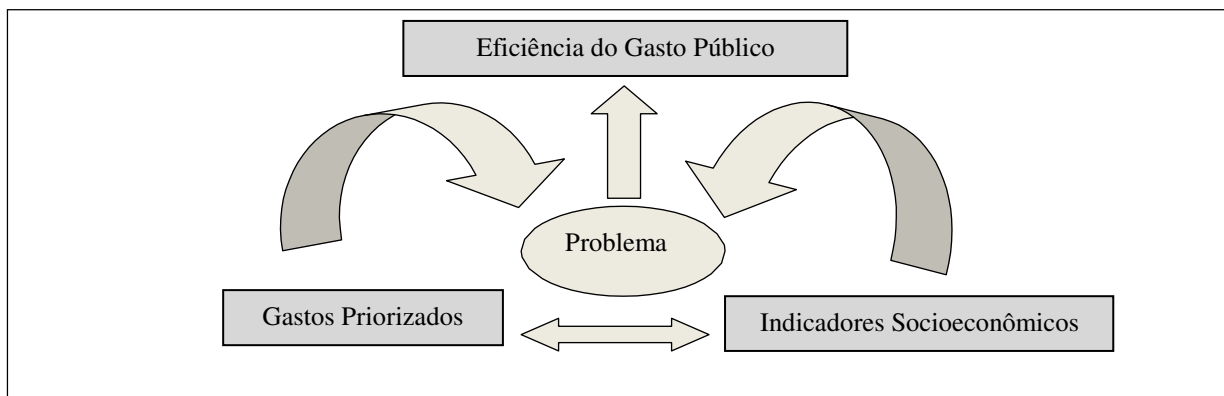 Eficiência do Gasto Público
Problema
Gastos Priorizados
Indicadores Socioeconômicos